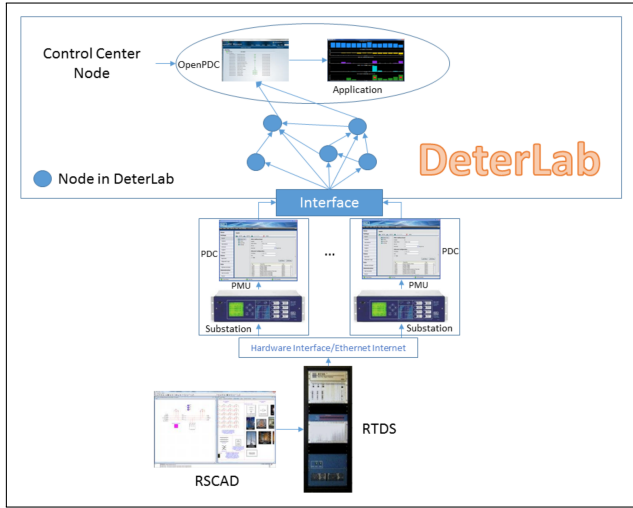 Control Center
Node
OpenPDC
Application
DeterLab
Node in DeterLab
Interface
PDC
...
PDC
PMU
PMU
Substation
Substation
Hardware Interface/Ethernet Internet
RTDS
RSCAD